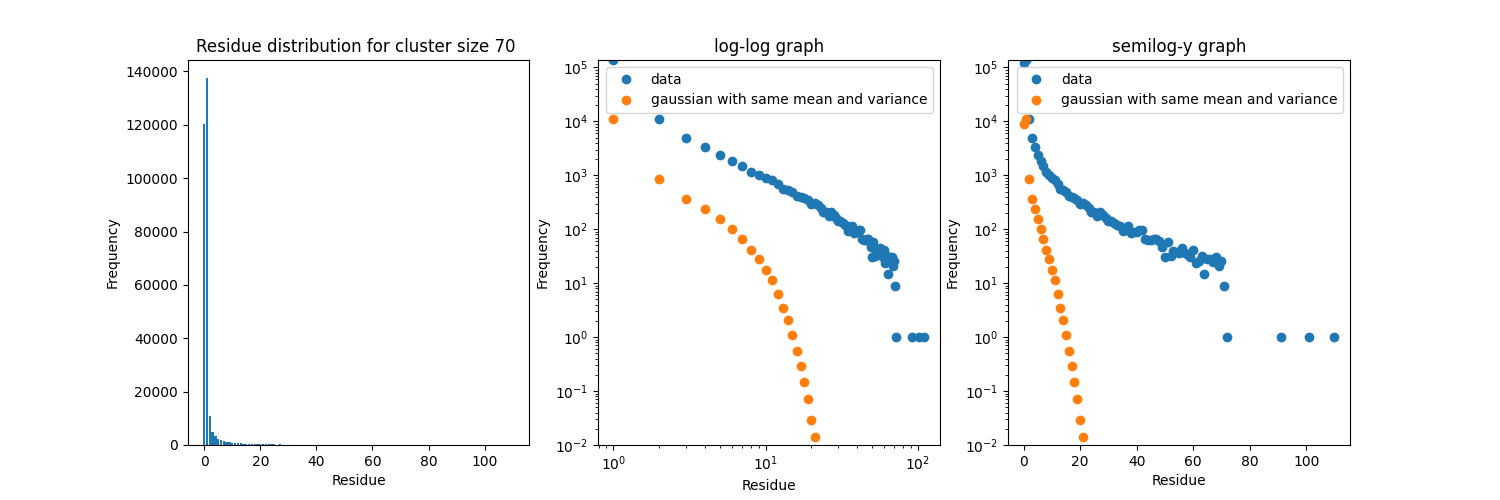 Residue distribution for cluster size 70
140000
120000
100000
80000
60000
40000
20000
0
Frequency
0 20 40 60 80 100
Residue
log-log graph
data
gaussian with same mean and variance
10^5
10^4
10^3
10^2
10^1
10^0
10^-1
10^-2
Frequency
10^0 10^1 10^2
Residue
semilog-y graph
data
gaussian with same mean and variance
10^5
10^4
10^3
10^2
10^1
10^0
10^-1
10^-2
Frequency
0 20 40 60 80 100
Residue